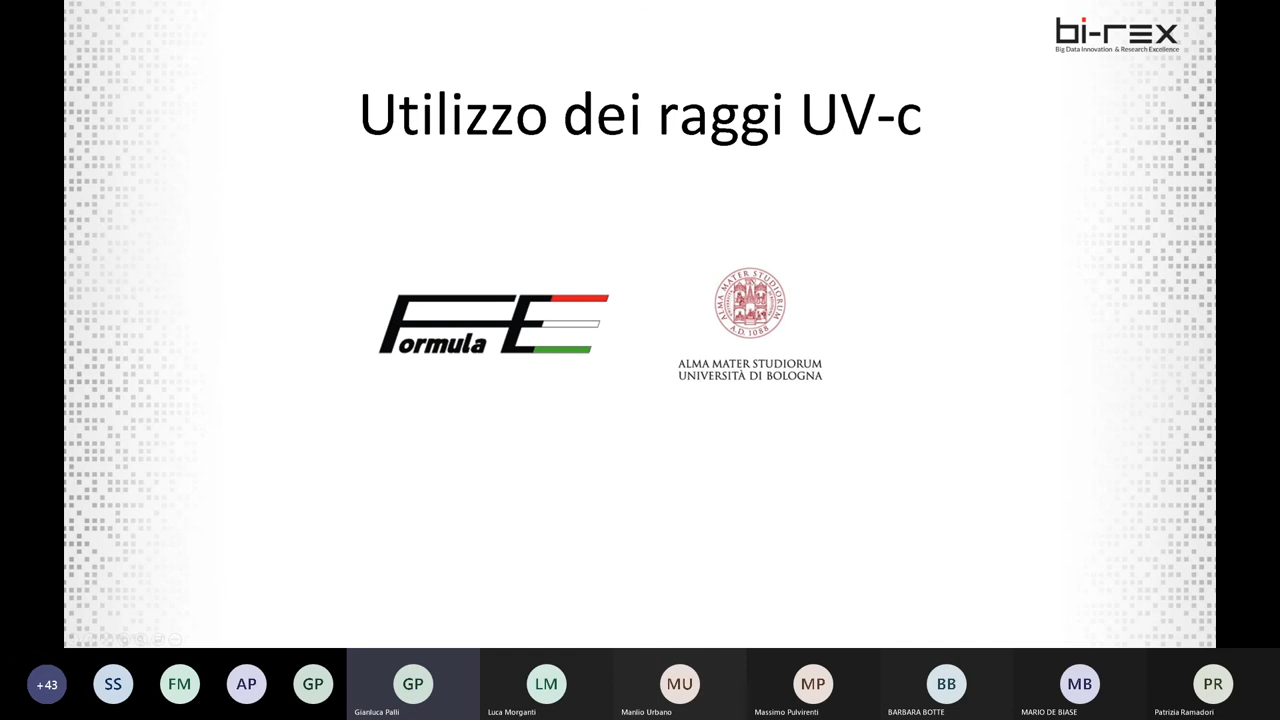 bi-rex
Big Data Innovation & Research Excellence
Utilizzo dei raggi UV-c
Formula E
ALMA MATER STUDIORUM
A.D. 1088
ALMA MATER STUDIORUM
UNIVERSITÀ DI BOLOGNA
+43
SS
FM
AP
GP
GP
LM
MU
MP
BB
MB
PR
Gianluca Palli
Luca Morganti
Manlio Urbano
Massimo Pulvirenti
BARBARA BOTTE
MARIO DE BIASE
Patrizia Ramadori